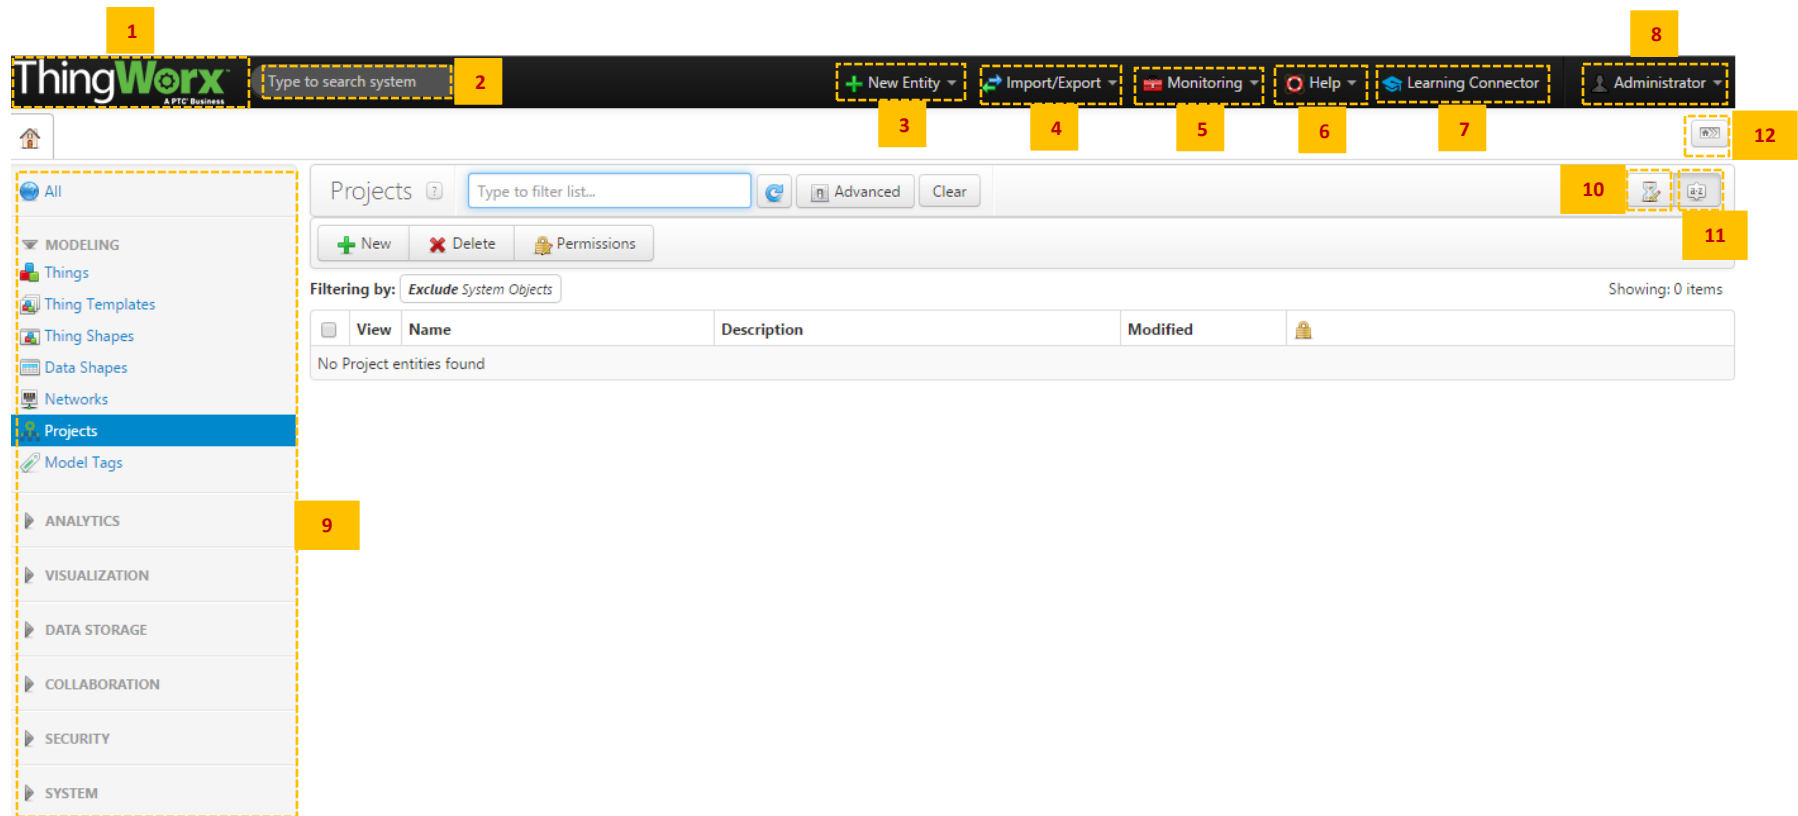 1
8
ThingWorx
A PTC Business
Type to search system
2
New Entity
Import/Export
Monitoring
Help
Learning Connector
Administrator
3
4
5
6
7
12
All
Projects ?
Type to filter list...
Advanced
Clear
10
a-z
11
MODELING
New
Delete
Permissions
Things
Filtering by: Exclude System Objects
Showing: 0 items
Thing Templates
View
Name
Description
Modified
Thing Shapes
No Project entities found
Data Shapes
Networks
Projects
Model Tags
ANALYTICS
9
VISUALIZATION
DATA STORAGE
COLLABORATION
SECURITY
SYSTEM